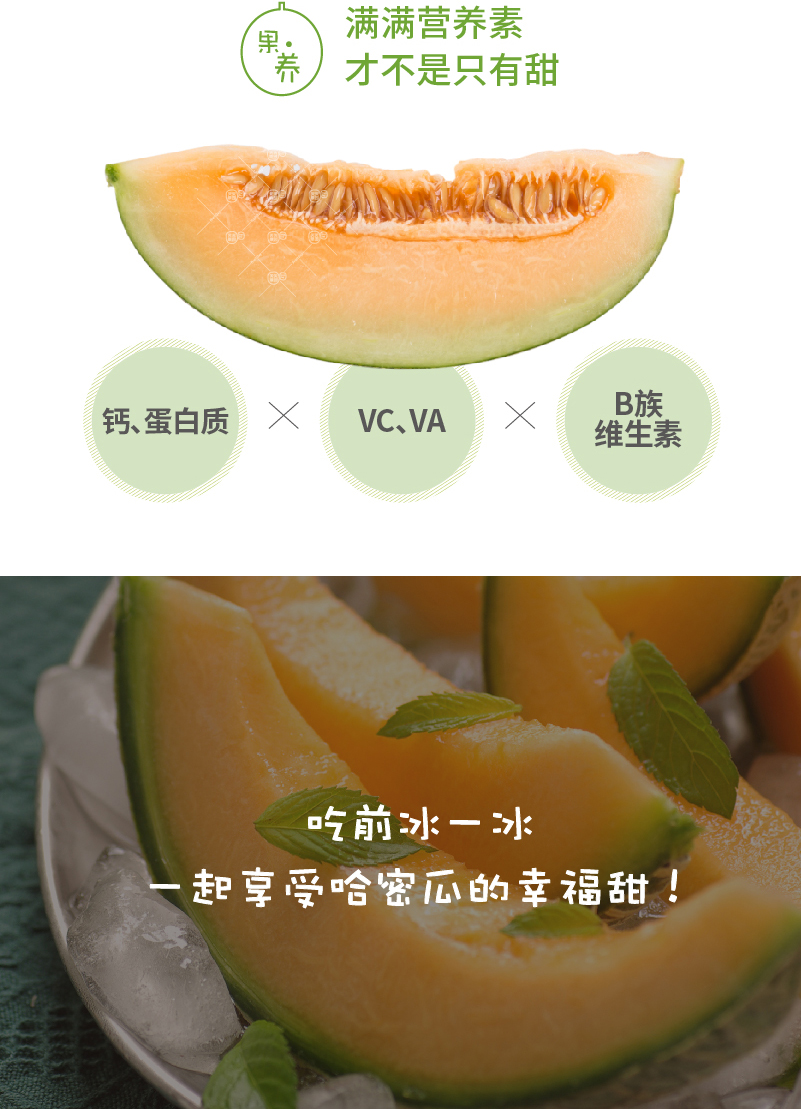 果·养
满满营养素
才不是只有甜
钙、蛋白质
VC、VA
B族
维生素
吃前冰一冰
一起享受哈密瓜的幸福甜！